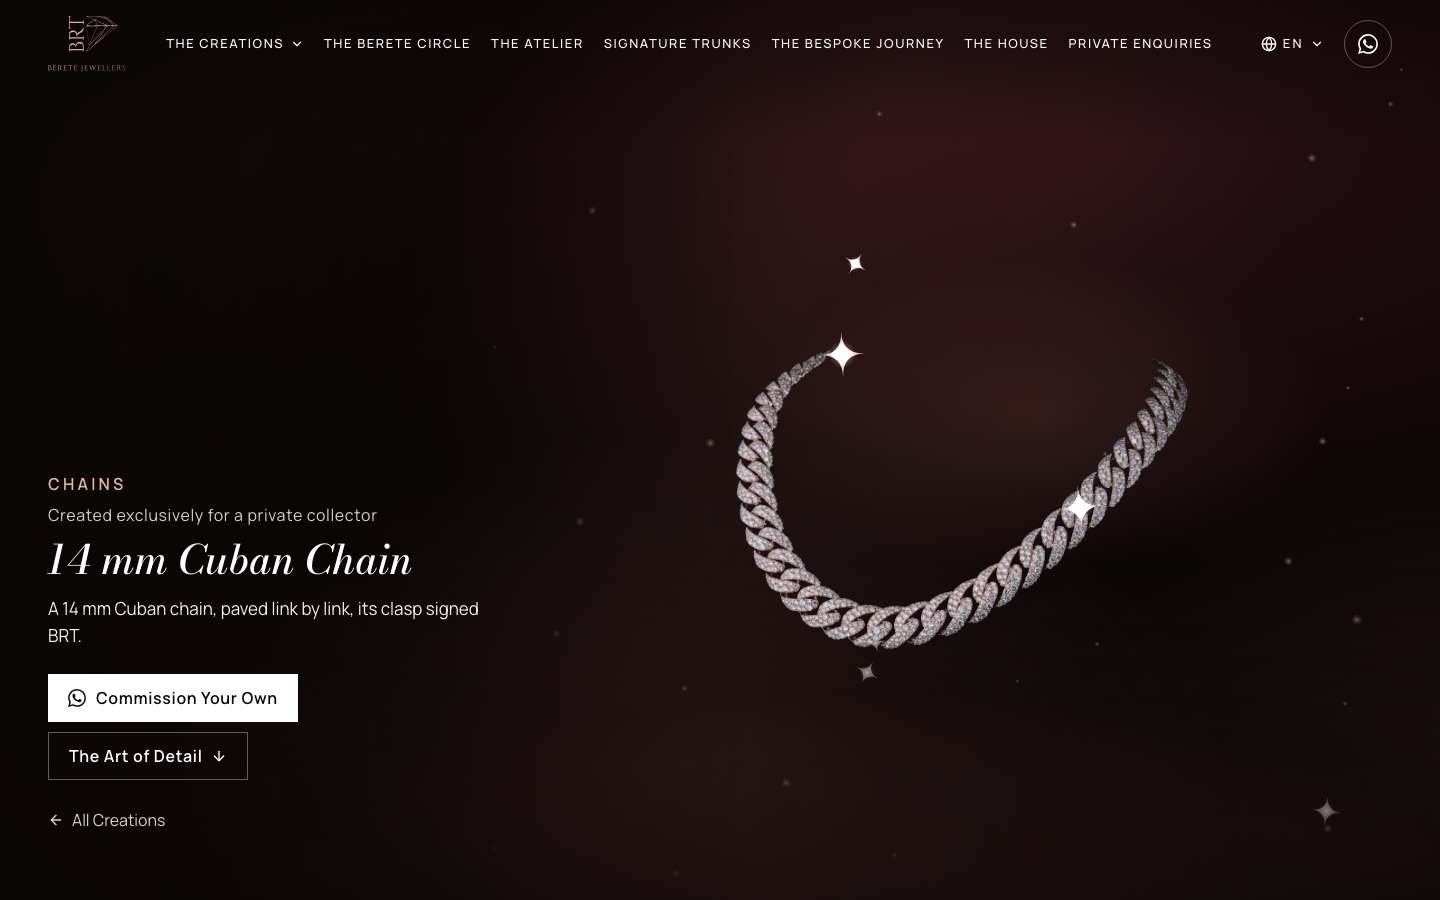 BRT
BERETE JEWELLERS
THE CREATIONS
THE BERETE CIRCLE
THE ATELIER
SIGNATURE TRUNKS
THE BESPOKE JOURNEY
THE HOUSE
PRIVATE ENQUIRIES
EN
CHAINS
Created exclusively for a private collector
14 mm Cuban Chain
A 14 mm Cuban chain, paved link by link, its clasp signed
BRT.
Commission Your Own
The Art of Detail
All Creations